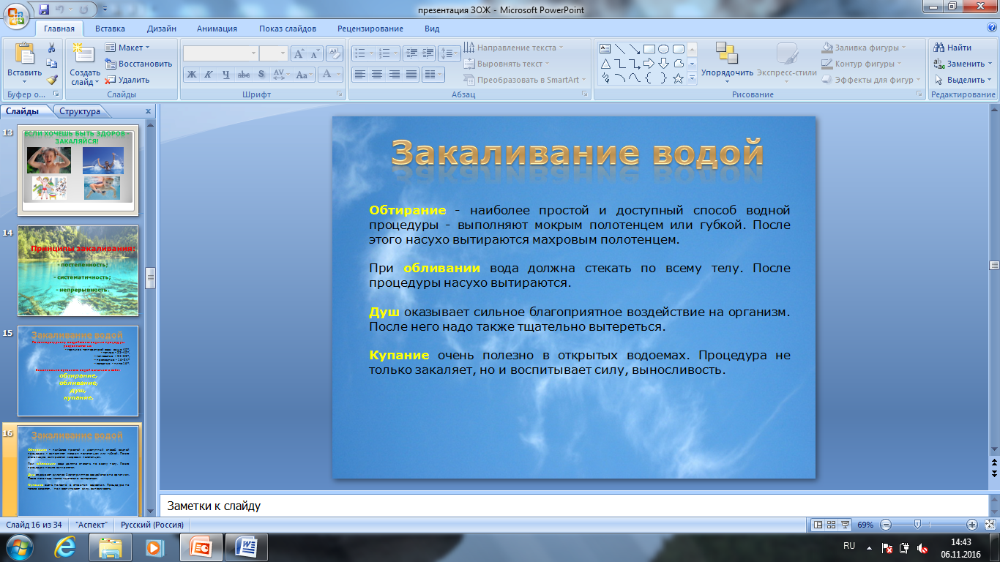 презентация ЗОЖ - Microsoft PowerPoint
Главная Вставка Дизайн Анимация Показ слайдов Рецензирование Вид
Вставить
Буфер о...
Создать слайд
Макет
Восстановить
Удалить
Слайды
Ж К Ч abc S AV Aa A
Шрифт
Абзац
Направление текста
Выровнять текст
Преобразовать в SmartArt
Упорядочить
Экспресс-стили
Заливка фигуры
Контур фигуры
Эффекты для фигур
Рисование
Найти
Заменить
Выделить
Редактирование
Слайды Структура x
13
ЕСЛИ ХОЧЕШЬ БЫТЬ ЗДОРОВ -
ЗАКАЛЯЙСЯ!
14
Принципы закаливания:
- постепенность;
- систематичность;
- непрерывность.
15
Закаливание водой
обтирание,
обливание,
душ,
купание.
16
Закаливание водой
Закаливание водой
Обтирание - наиболее простой и доступный способ водной
процедуры - выполняют мокрым полотенцем или губкой. После
этого насухо вытираются махровым полотенцем.
При обливании вода должна стекать по всему телу. После
процедуры насухо вытираются.
Душ оказывает сильное благоприятное воздействие на организм.
После него надо также тщательно вытереться.
Купание очень полезно в открытых водоемах. Процедура не
только закаляет, но и воспитывает силу, выносливость.
Заметки к слайду
Слайд 16 из 34 "Аспект" Русский (Россия) 69%
RU 14:43
06.11.2016